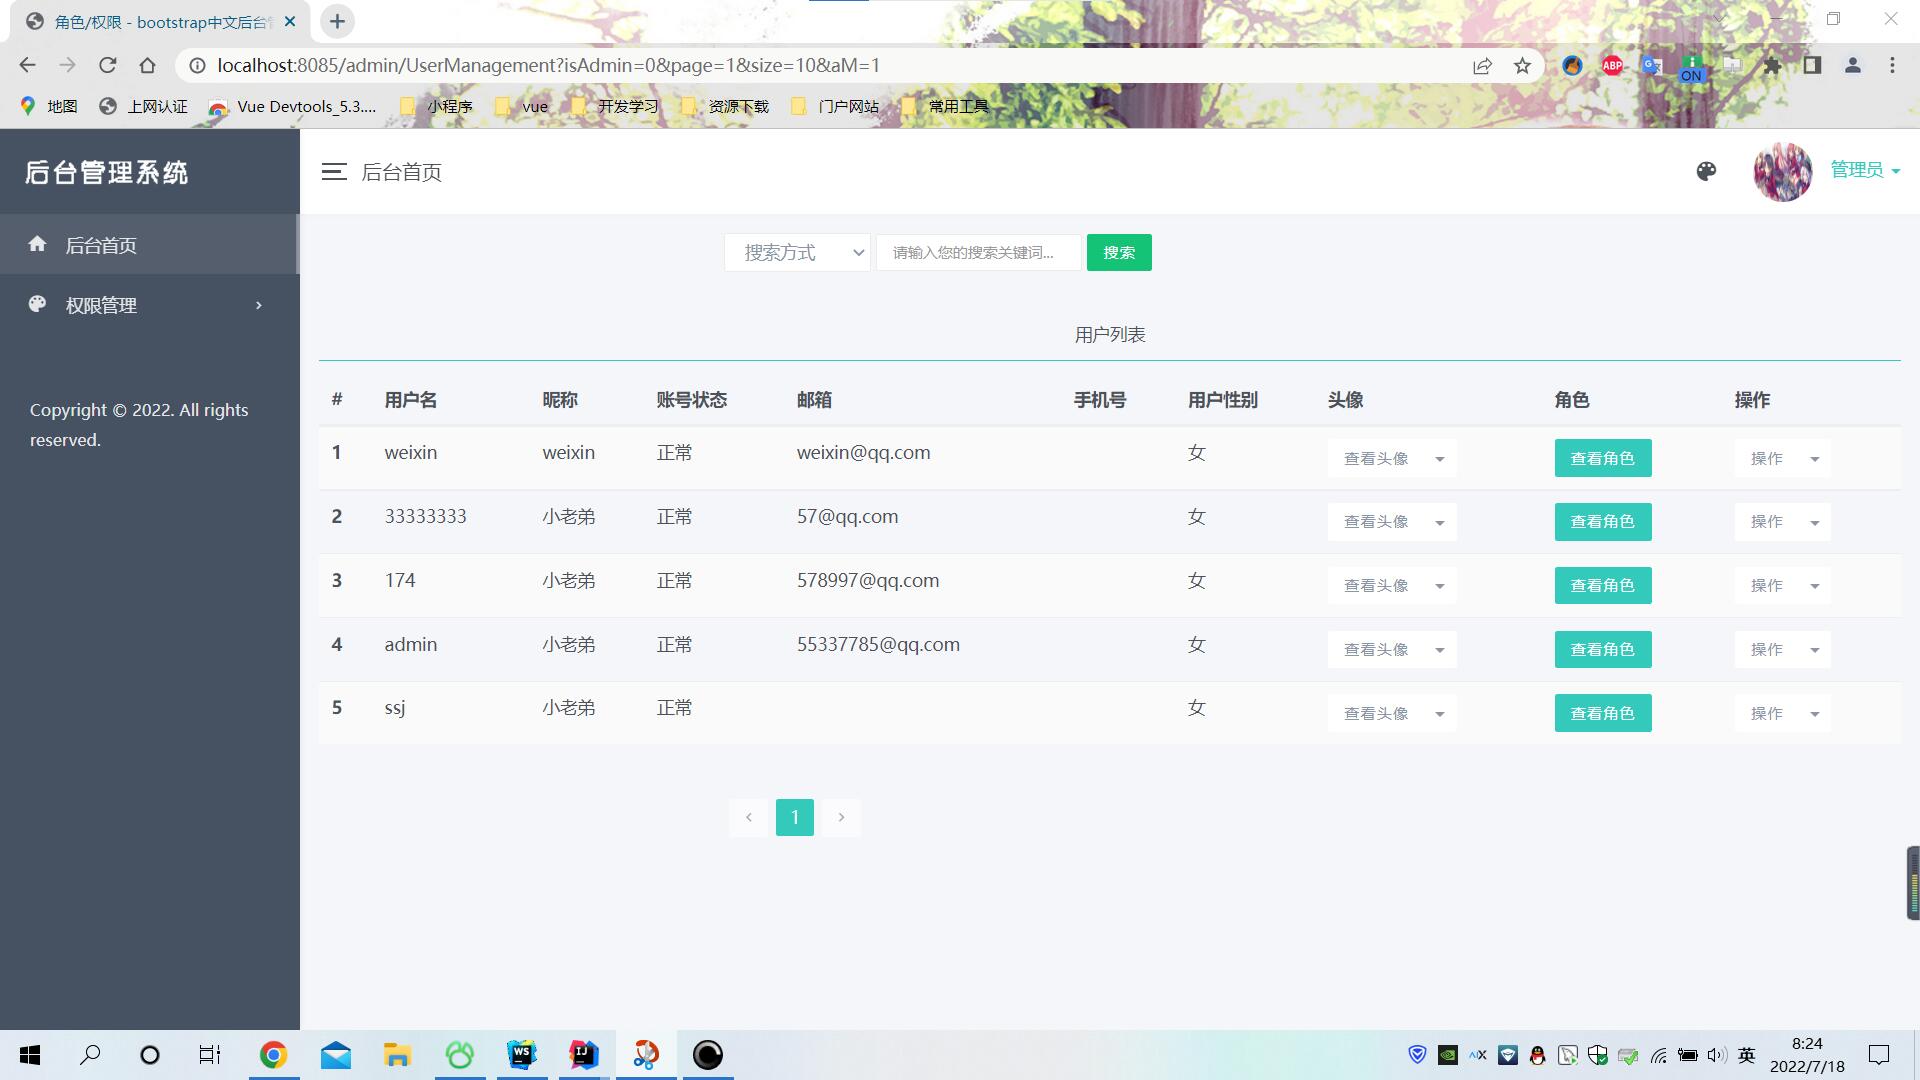 角色/权限 - bootstrap中文后台管
localhost:8085/admin/UserManagement?isAdmin=0&page=1&size=10&aM=1
ABP
ON
地图 上网认证 Vue Devtools_5.3.... 小程序 vue 开发学习 资源下载 门户网站 常用工具
后台管理系统
后台首页
管理员
后台首页
权限管理
Copyright © 2022. All rights
reserved.
搜索方式 请输入您的搜索关键词... 搜索
用户列表
# 用户名 昵称 账号状态 邮箱 手机号 用户性别 头像 角色 操作
1 weixin weixin 正常 weixin@qq.com 女 查看头像 查看角色 操作
2 33333333 小老弟 正常 57@qq.com 女 查看头像 查看角色 操作
3 174 小老弟 正常 578997@qq.com 女 查看头像 查看角色 操作
4 admin 小老弟 正常 55337785@qq.com 女 查看头像 查看角色 操作
5 ssj 小老弟 正常 女 查看头像 查看角色 操作
‹ 1 ›
WS
IJ
英
8:24
2022/7/18